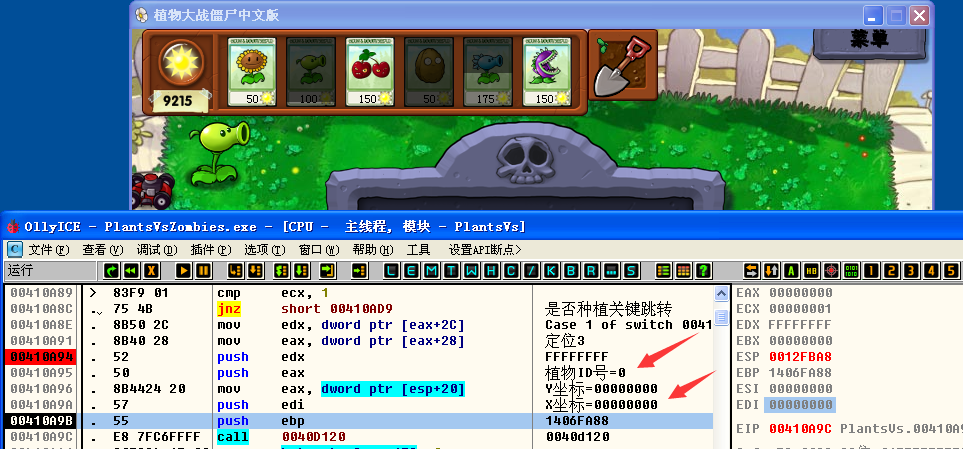 植物大战僵尸中文版
菜单
9215
50
100
150
50
175
150
OllyICE - PlantsVsZombies.exe - [CPU - 主线程, 模块 - PlantsVs]
C 文件(F) 查看(V) 调试(D) 插件(P) 选项(T) 窗口(W) 帮助(H) 工具 设置API断点>
运行 L E M T W H C / K B R ... S ? A HB 1 2 3 4 5
00410A89 > 83F9 01 cmp ecx, 1
00410A8C . 75 4B jnz short 00410AD9 是否种植关键跳转
00410A8E . 8B50 2C mov edx, dword ptr [eax+2C] Case 1 of switch 0041
00410A91 . 8B40 28 mov eax, dword ptr [eax+28] 定位3
00410A94 . 52 push edx FFFFFFFF
00410A95 . 50 push eax 植物ID号=0
00410A96 . 8B4424 20 mov eax, dword ptr [esp+20] Y坐标=00000000
00410A9A . 57 push edi X坐标=00000000
00410A9B . 55 push ebp 1406FA88
00410A9C . E8 7FC6FFFF call 0040D120 0040d120
EAX 00000000
ECX 00000001
EDX FFFFFFFF
EBX 00000000
ESP 0012FBA8
EBP 1406FA88
ESI 00000000
EDI 00000000
EIP 00410A9C PlantsVs.00410A9